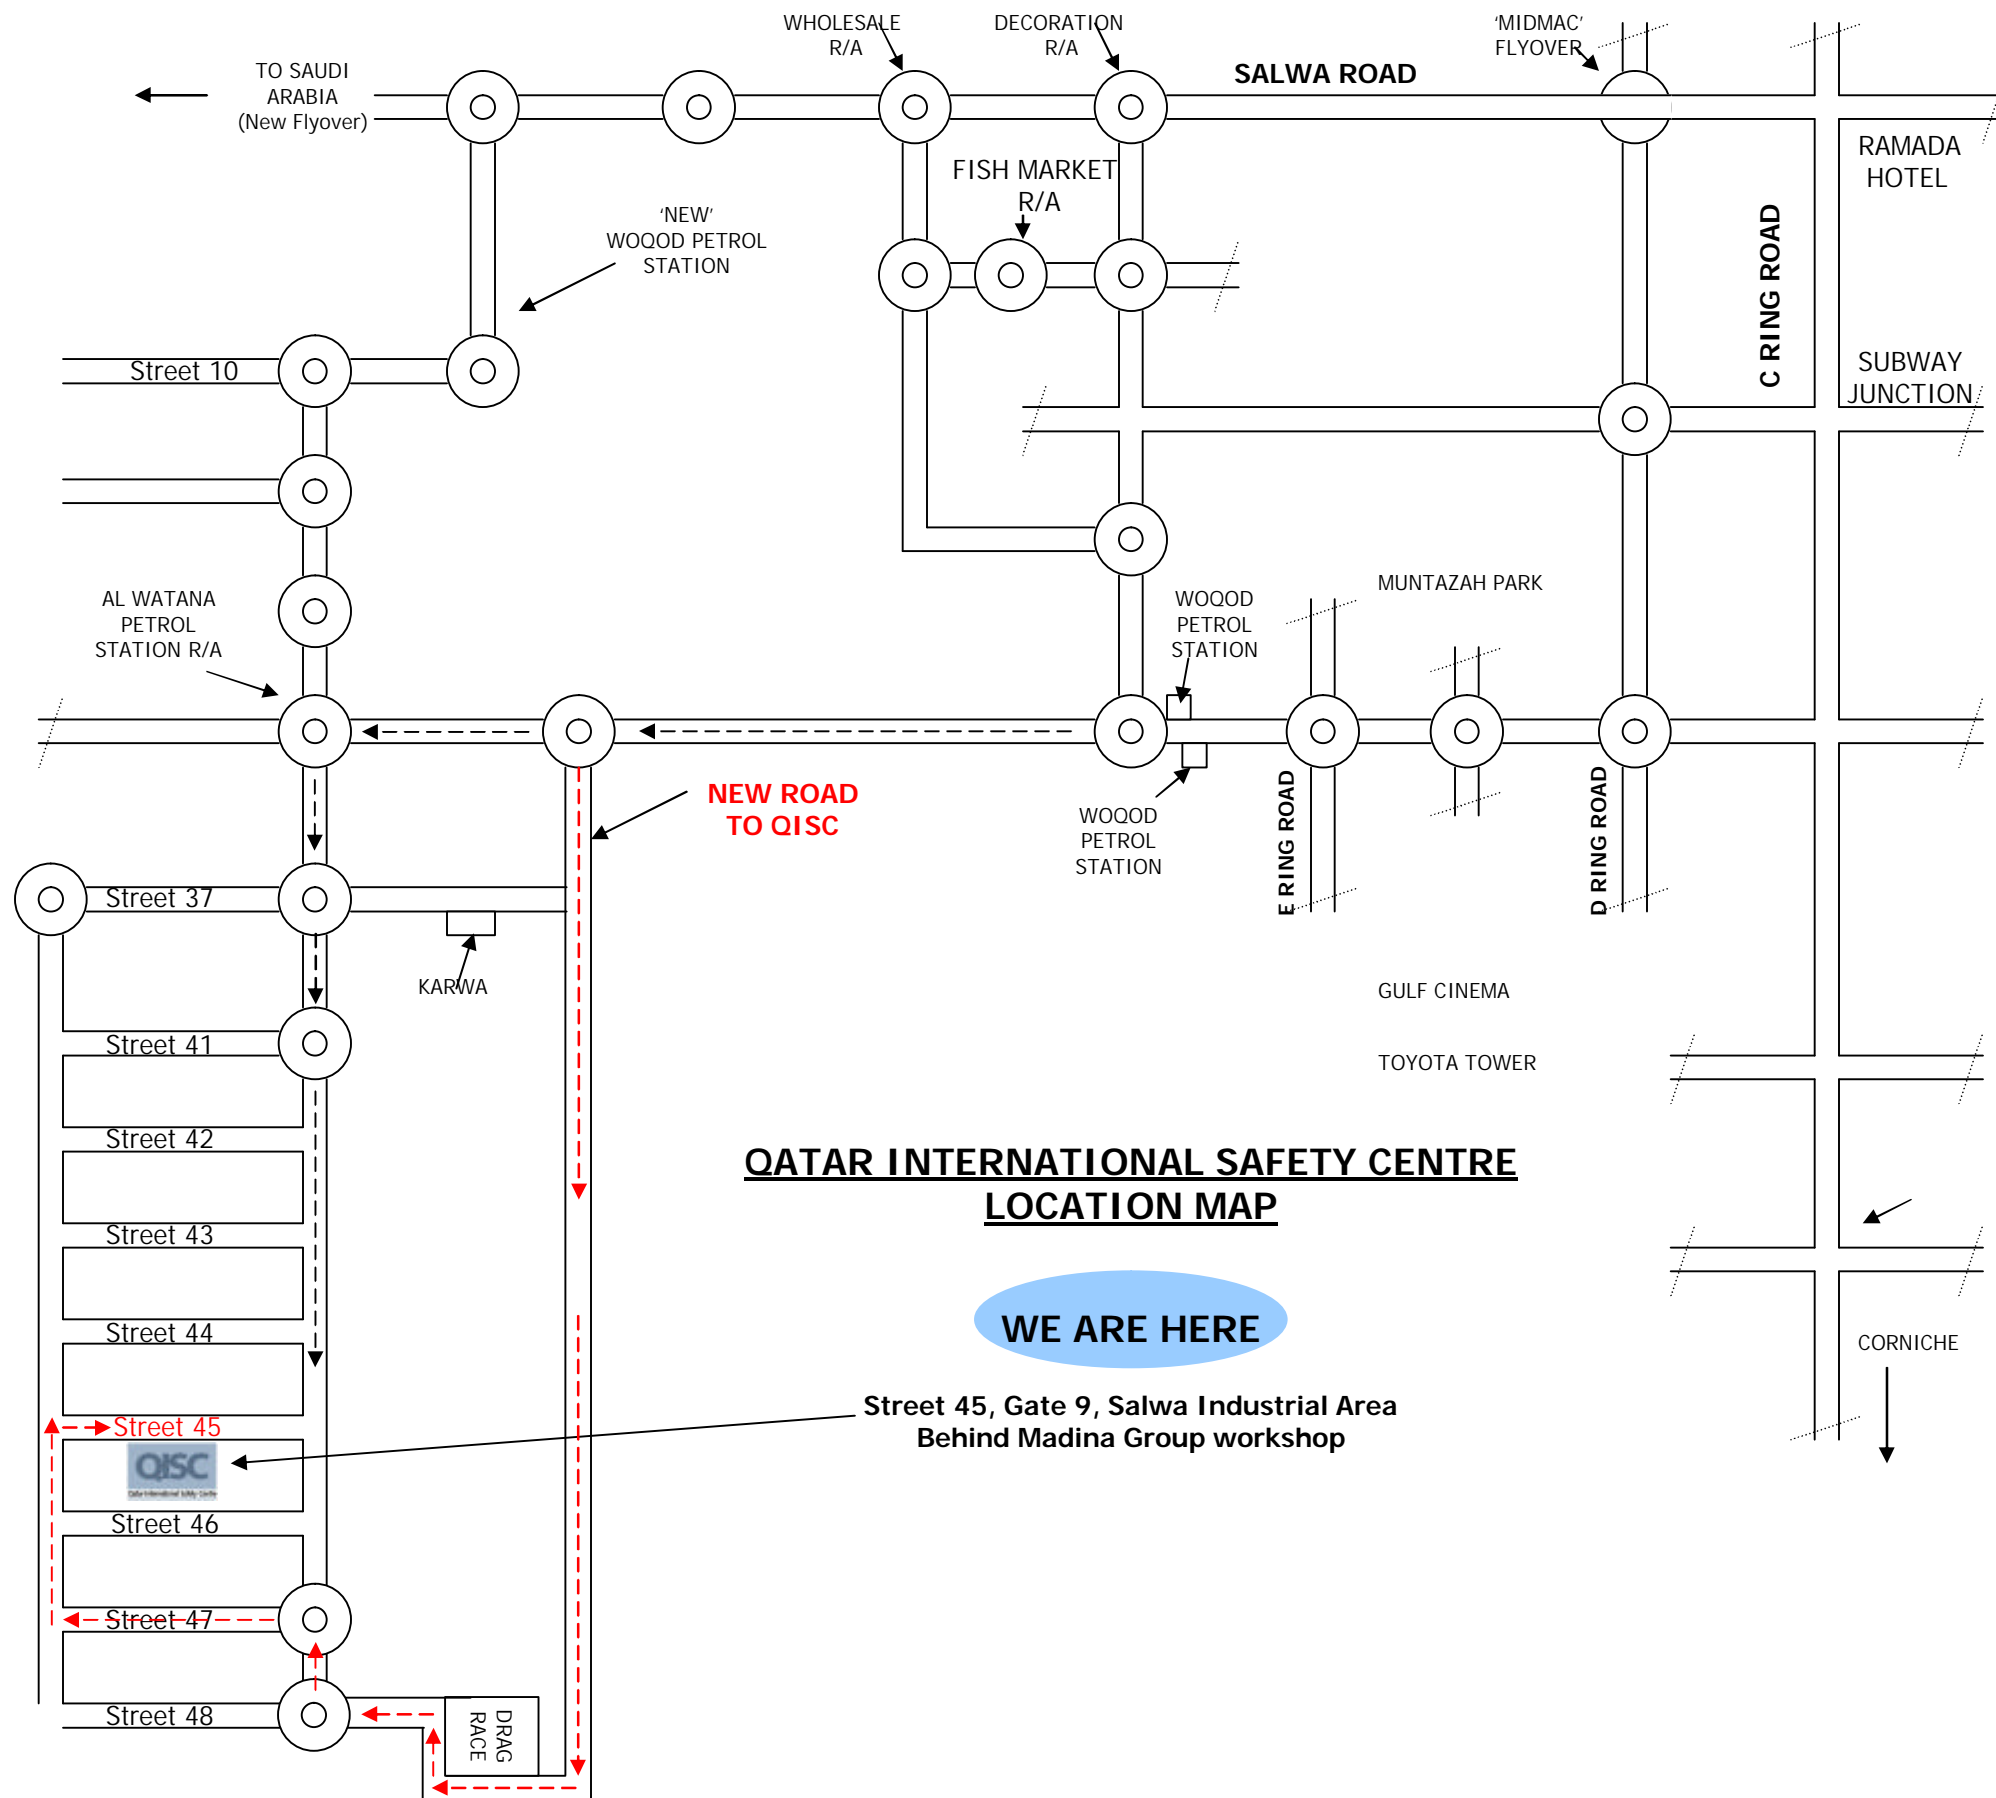 WHOLESALE
R/A
DECORATION
R/A
‘MIDMAC’
FLYOVER
TO SAUDI
ARABIA
(New Flyover)
SALWA ROAD
RAMADA
HOTEL
FISH MARKET
R/A
‘NEW’
WOQOD PETROL
STATION
C RING ROAD
Street 10
SUBWAY
JUNCTION
AL WATANA
PETROL
STATION R/A
WOQOD
PETROL
STATION
MUNTAZAH PARK
NEW ROAD
TO QISC
WOQOD
PETROL
STATION
E RING ROAD
D RING ROAD
Street 37
KARWA
GULF CINEMA
Street 41
TOYOTA TOWER
Street 42
QATAR INTERNATIONAL SAFETY CENTRE
LOCATION MAP
Street 43
WE ARE HERE
Street 44
CORNICHE
Street 45, Gate 9, Salwa Industrial Area
Behind Madina Group workshop
Street 45
QISC
Qatar International Safety Centre
Street 46
Street 47
Street 48
DRAG
RACE